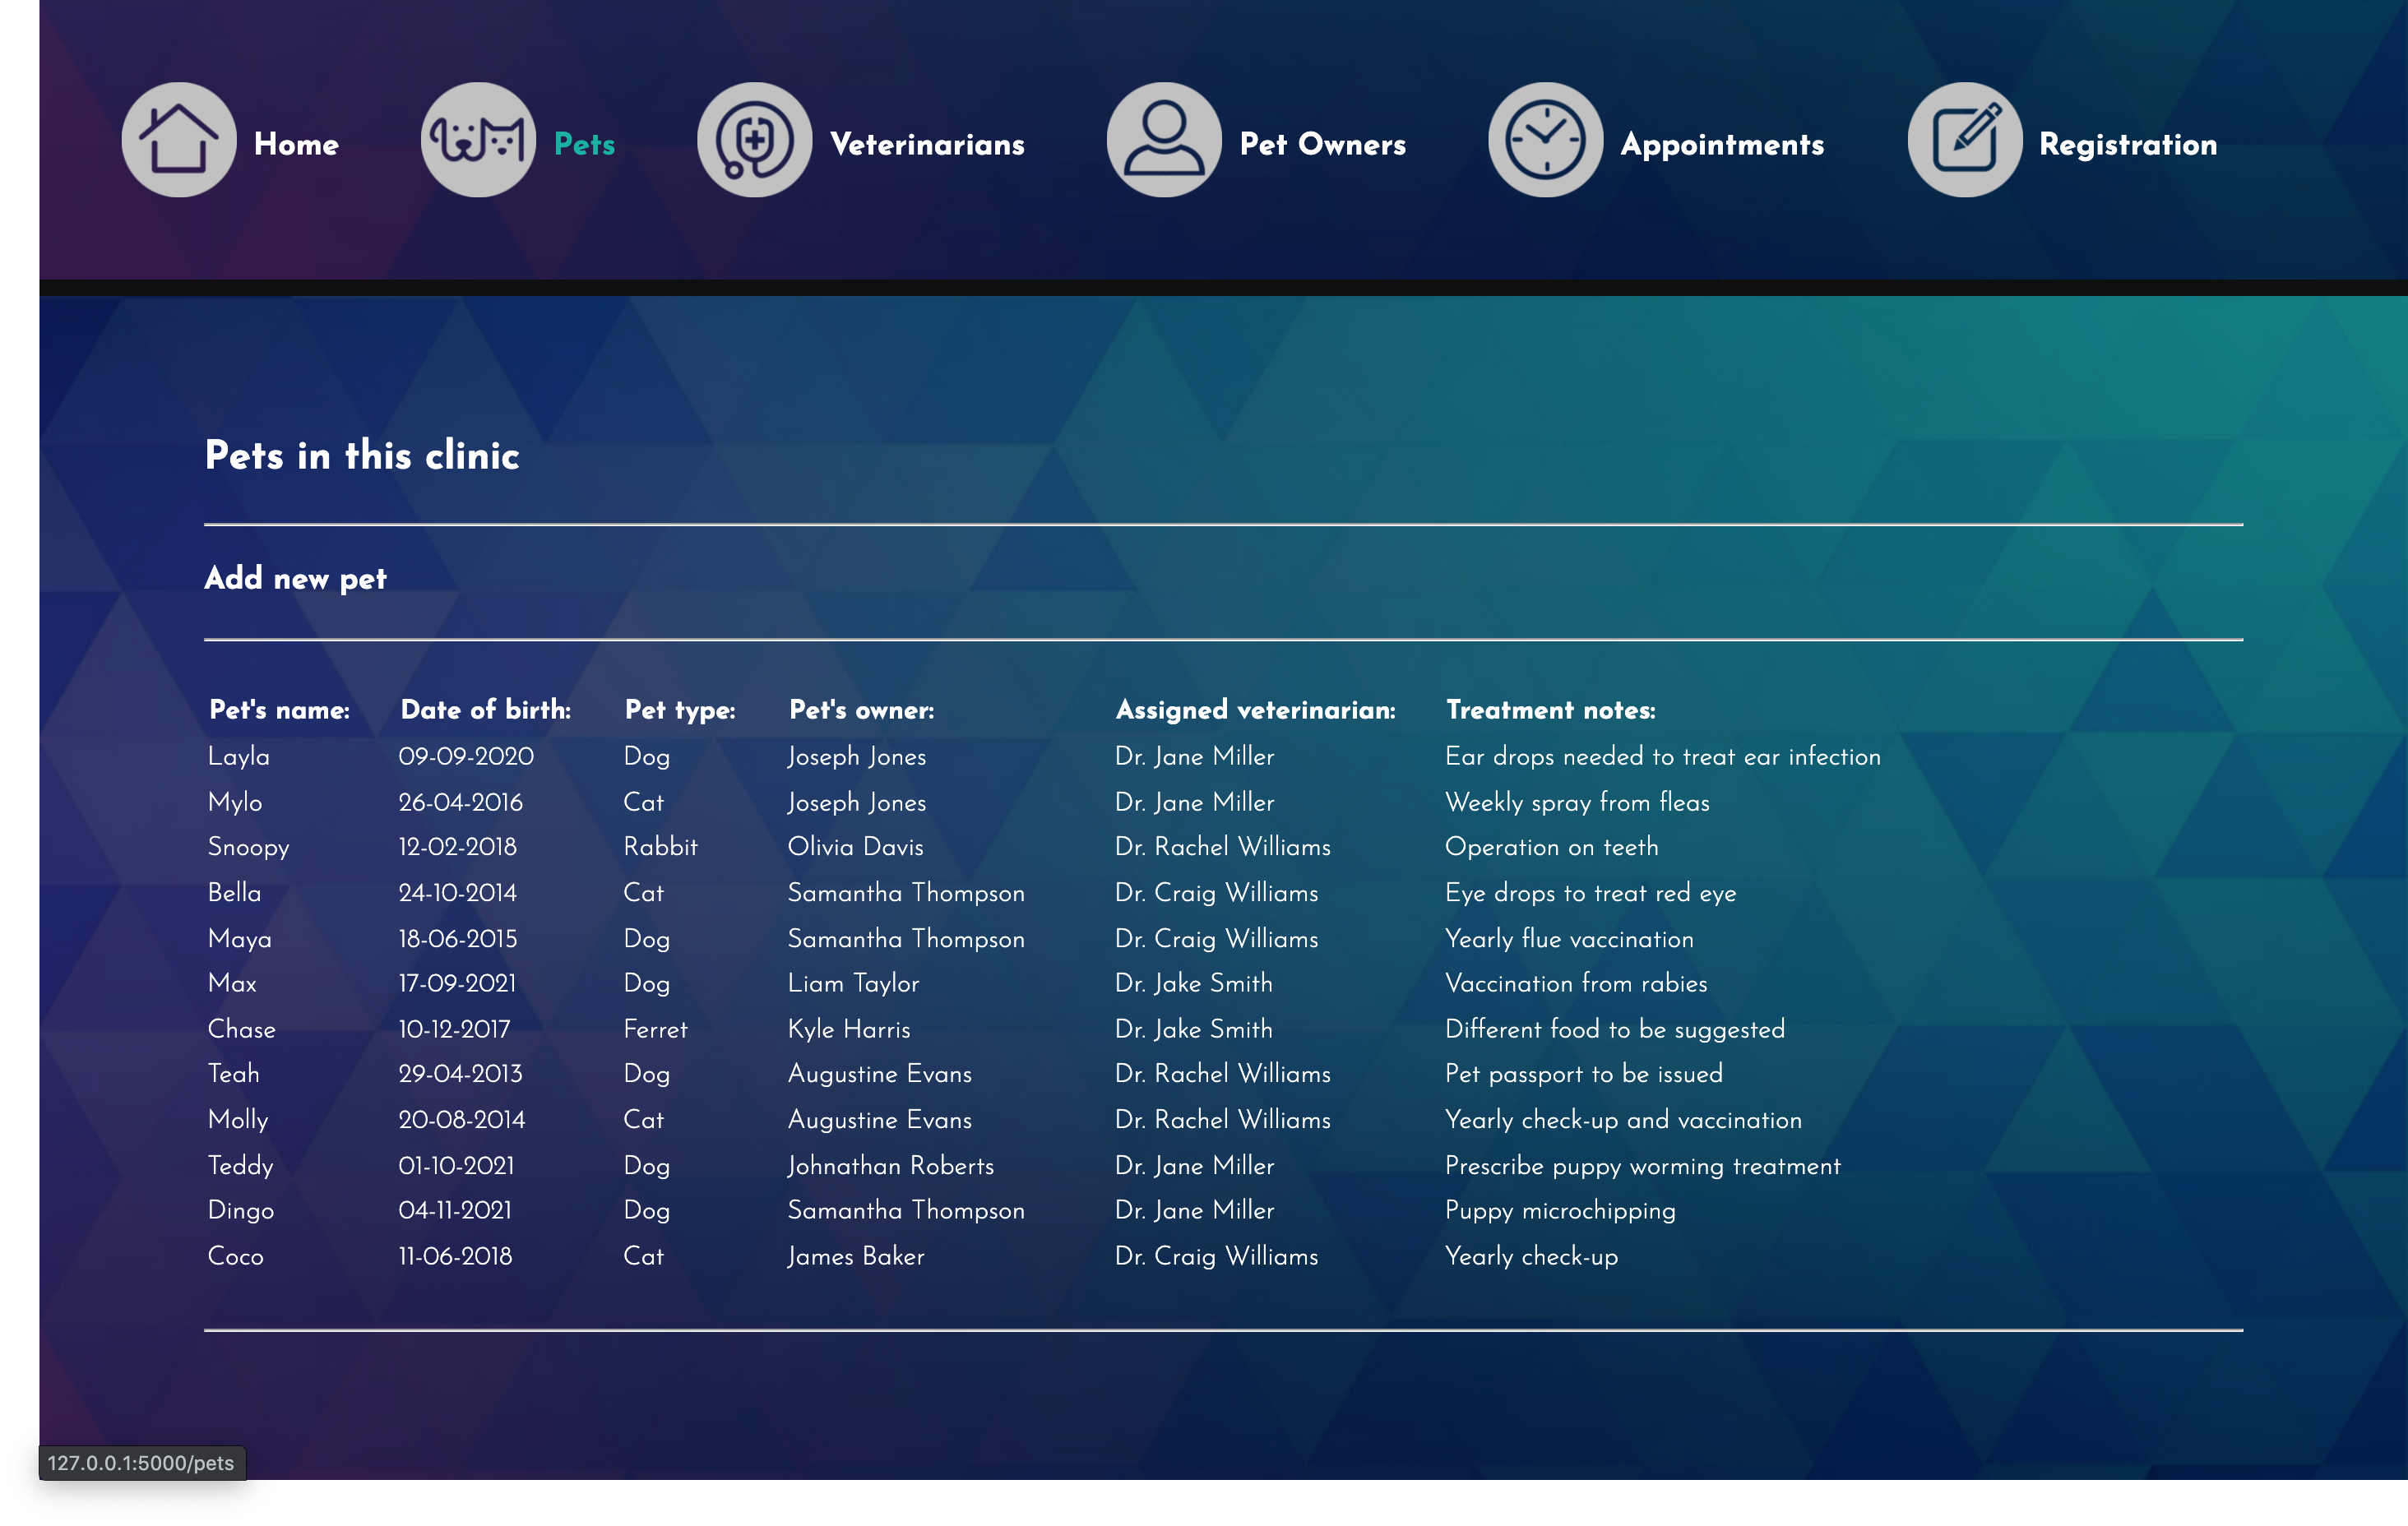 Home Pets Veterinarians Pet Owners Appointments Registration
Pets in this clinic
Add new pet
Pet's name: Date of birth: Pet type: Pet's owner: Assigned veterinarian: Treatment notes:
Layla 09-09-2020 Dog Joseph Jones Dr. Jane Miller Ear drops needed to treat ear infection
Mylo 26-04-2016 Cat Joseph Jones Dr. Jane Miller Weekly spray from fleas
Snoopy 12-02-2018 Rabbit Olivia Davis Dr. Rachel Williams Operation on teeth
Bella 24-10-2014 Cat Samantha Thompson Dr. Craig Williams Eye drops to treat red eye
Maya 18-06-2015 Dog Samantha Thompson Dr. Craig Williams Yearly flue vaccination
Max 17-09-2021 Dog Liam Taylor Dr. Jake Smith Vaccination from rabies
Chase 10-12-2017 Ferret Kyle Harris Dr. Jake Smith Different food to be suggested
Teah 29-04-2013 Dog Augustine Evans Dr. Rachel Williams Pet passport to be issued
Molly 20-08-2014 Cat Augustine Evans Dr. Rachel Williams Yearly check-up and vaccination
Teddy 01-10-2021 Dog Johnathan Roberts Dr. Jane Miller Prescribe puppy worming treatment
Dingo 04-11-2021 Dog Samantha Thompson Dr. Jane Miller Puppy microchipping
Coco 11-06-2018 Cat James Baker Dr. Craig Williams Yearly check-up
127.0.0.1:5000/pets